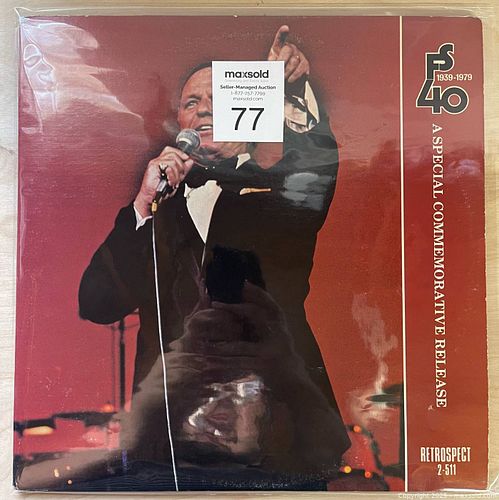 maxsold
Seller-Managed Auction
1-877-257-7799
maxsold.com
77
FS
1939-1979
40
A SPECIAL COMMEMORATIVE RELEASE
RETROSPECT
2-511